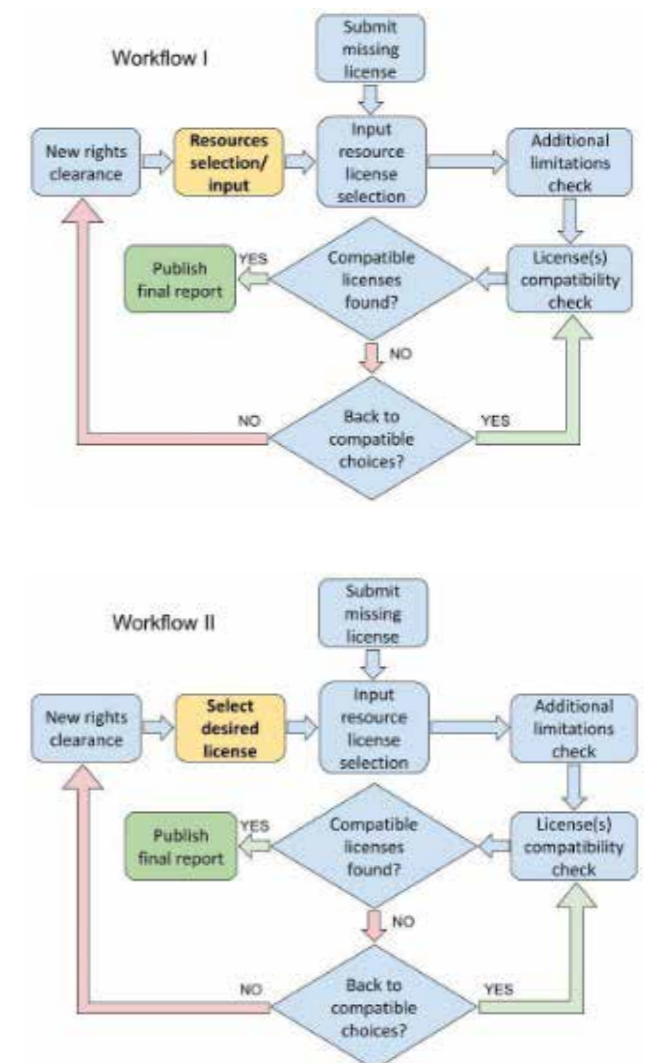 Workflow I
Submit
missing
license
New rights
clearance
Resources
selection/
input
Input
resource
license
selection
Additional
limitations
check
Publish
final report
YES
Compatible
licenses
found?
License(s)
compatibility
check
NO
NO
Back to
compatible
choices?
YES
Workflow II
Submit
missing
license
New rights
clearance
Select
desired
license
Input
resource
license
selection
Additional
limitations
check
Publish
final report
YES
Compatible
licenses
found?
License(s)
compatibility
check
NO
NO
Back to
compatible
choices?
YES